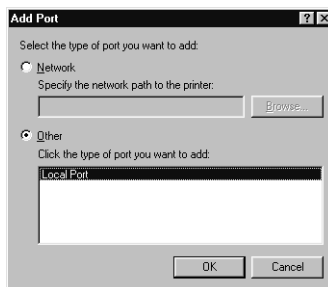 Add Port
Select the type of port you want to add:
Network
Specify the network path to the printer:
Browse...
Other
Click the type of port you want to add:
Local Port
OK Cancel